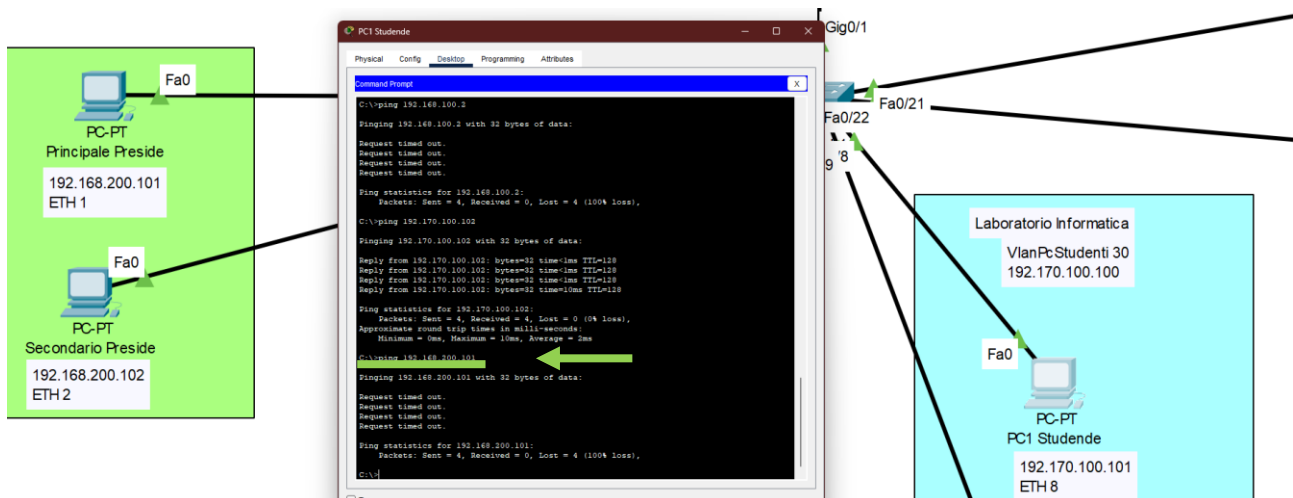 Fa0
PC-PT
Principale Preside
192.168.200.101
ETH 1
Fa0
PC-PT
Secondario Preside
192.168.200.102
ETH 2
PC1 Studende
Physical Config Desktop Programming Attributes
Command Prompt
X
C:\>ping 192.168.100.2
Pinging 192.168.100.2 with 32 bytes of data:
Request timed out.
Request timed out.
Request timed out.
Request timed out.
Ping statistics for 192.168.100.2:
Packets: Sent = 4, Received = 0, Lost = 4 (100% loss),
C:\>ping 192.170.100.102
Pinging 192.170.100.102 with 32 bytes of data:
Reply from 192.170.100.102: bytes=32 time<1ms TTL=128
Reply from 192.170.100.102: bytes=32 time<1ms TTL=128
Reply from 192.170.100.102: bytes=32 time<1ms TTL=128
Reply from 192.170.100.102: bytes=32 time=10ms TTL=128
Ping statistics for 192.170.100.102:
Packets: Sent = 4, Received = 4, Lost = 0 (0% loss),
Approximate round trip times in milli-seconds:
Minimum = 0ms, Maximum = 10ms, Average = 2ms
C:\>ping 192.168.200.101
Pinging 192.168.200.101 with 32 bytes of data:
Request timed out.
Request timed out.
Request timed out.
Request timed out.
Ping statistics for 192.168.200.101:
Packets: Sent = 4, Received = 0, Lost = 4 (100% loss),
C:\>
Gig0/1
Fa0/21
Fa0/22
'8
9
Laboratorio Informatica
VlanPcStudenti 30
192.170.100.100
Fa0
PC-PT
PC1 Studende
192.170.100.101
ETH 8